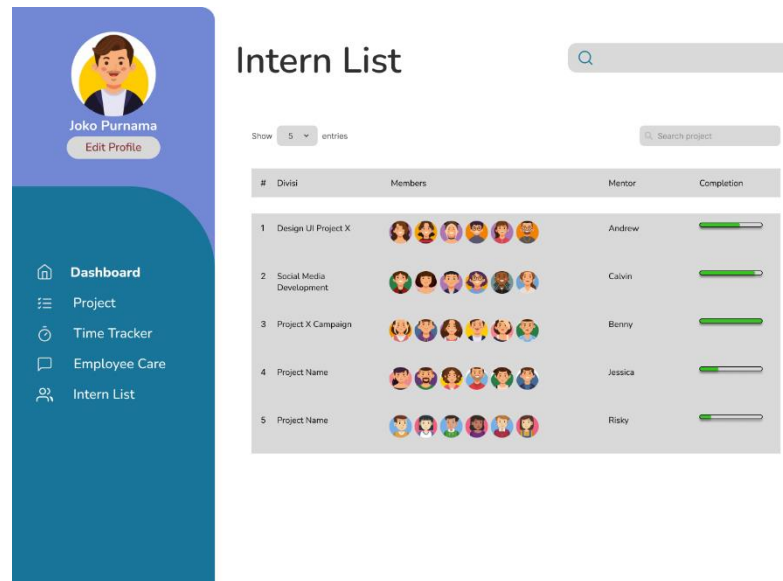 Joko Purnama
Edit Profile
Dashboard
Project
Time Tracker
Employee Care
Intern List
Intern List
Show 5 entries
Search project
# Divisi Members Mentor Completion
1 Design UI Project X Andrew
2 Social Media Calvin
Development
3 Project X Campaign Benny
4 Project Name Jessica
5 Project Name Risky